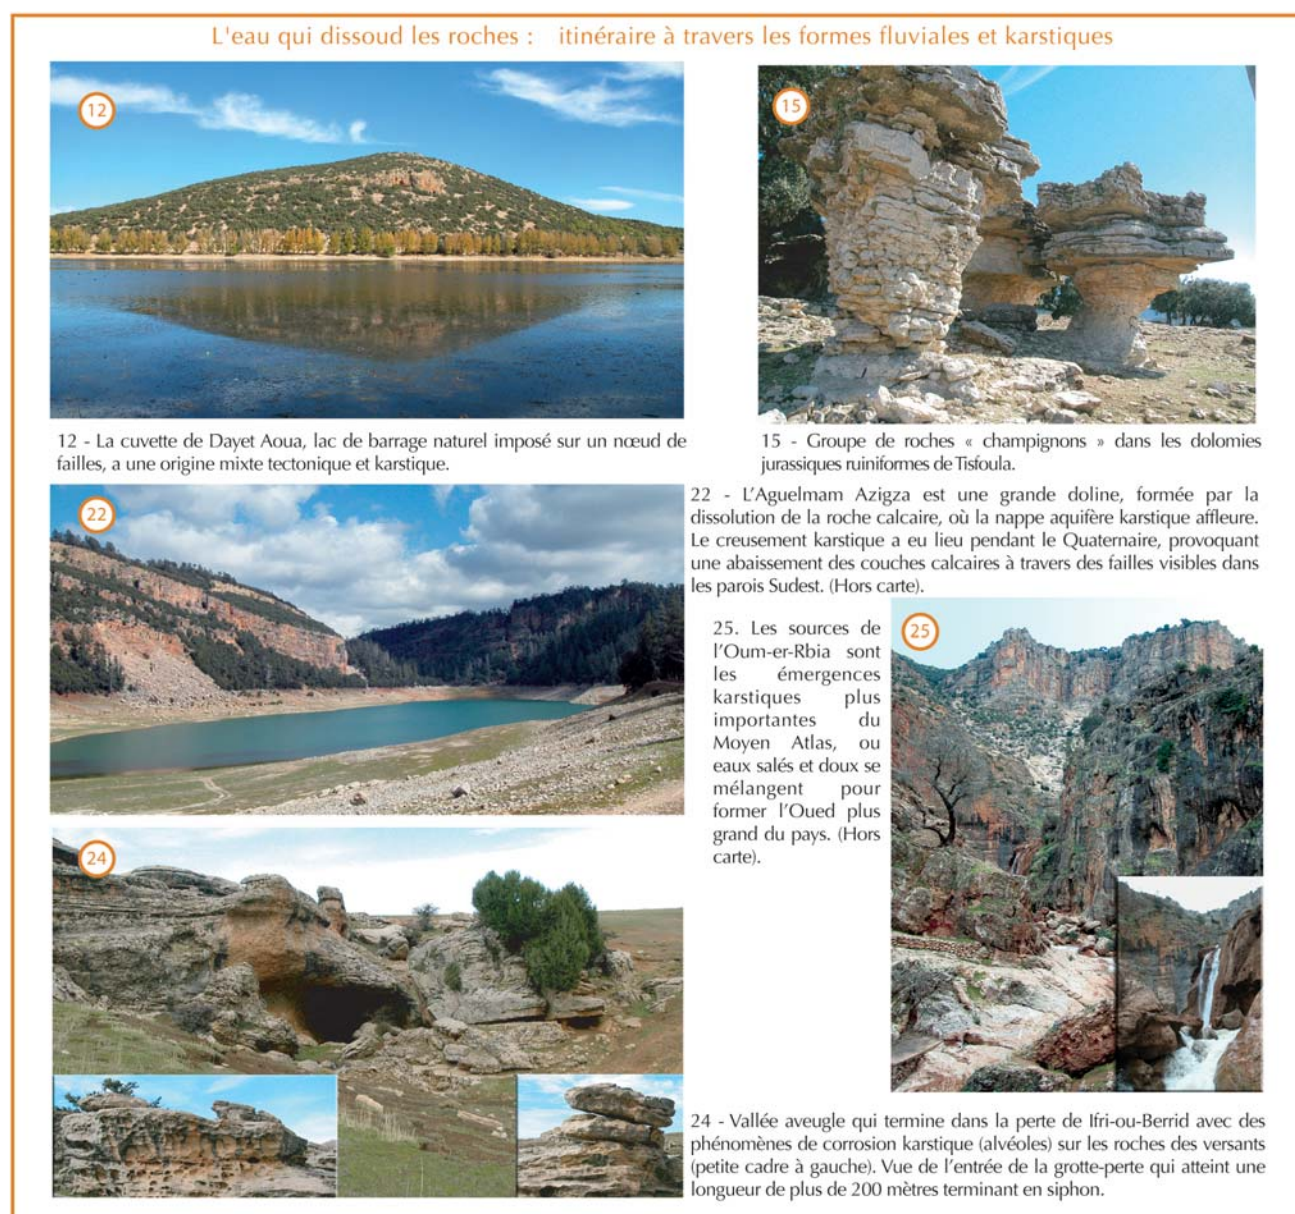 L'eau qui dissoud les roches : itinéraire à travers les formes fluviales et karstiques
12
15
12 - La cuvette de Dayet Aoua, lac de barrage naturel imposé sur un nœud de
failles, a une origine mixte tectonique et karstique.
15 - Groupe de roches « champignons » dans les dolomies
jurassiques ruiniformes de Tisfoula.
22
22 - L'Aguelmam Azigza est une grande doline, formée par la
dissolution de la roche calcaire, où la nappe aquifère karstique affleure.
Le creusement karstique a eu lieu pendant le Quaternaire, provoquant
une abaissement des couches calcaires à travers des failles visibles dans
les parois Sudest. (Hors carte).
25. Les sources de
l'Oum-er-Rbia sont
les émergences
karstiques plus
importantes du
Moyen Atlas, ou
eaux salés et doux se
mélangent pour
former l'Oued plus
grand du pays. (Hors
carte).
25
24
24 - Vallée aveugle qui termine dans la perte de Ifri-ou-Berrid avec des
phénomènes de corrosion karstique (alvéoles) sur les roches des versants
(petite cadre à gauche). Vue de l'entrée de la grotte-perte qui atteint une
longueur de plus de 200 mètres terminant en siphon.